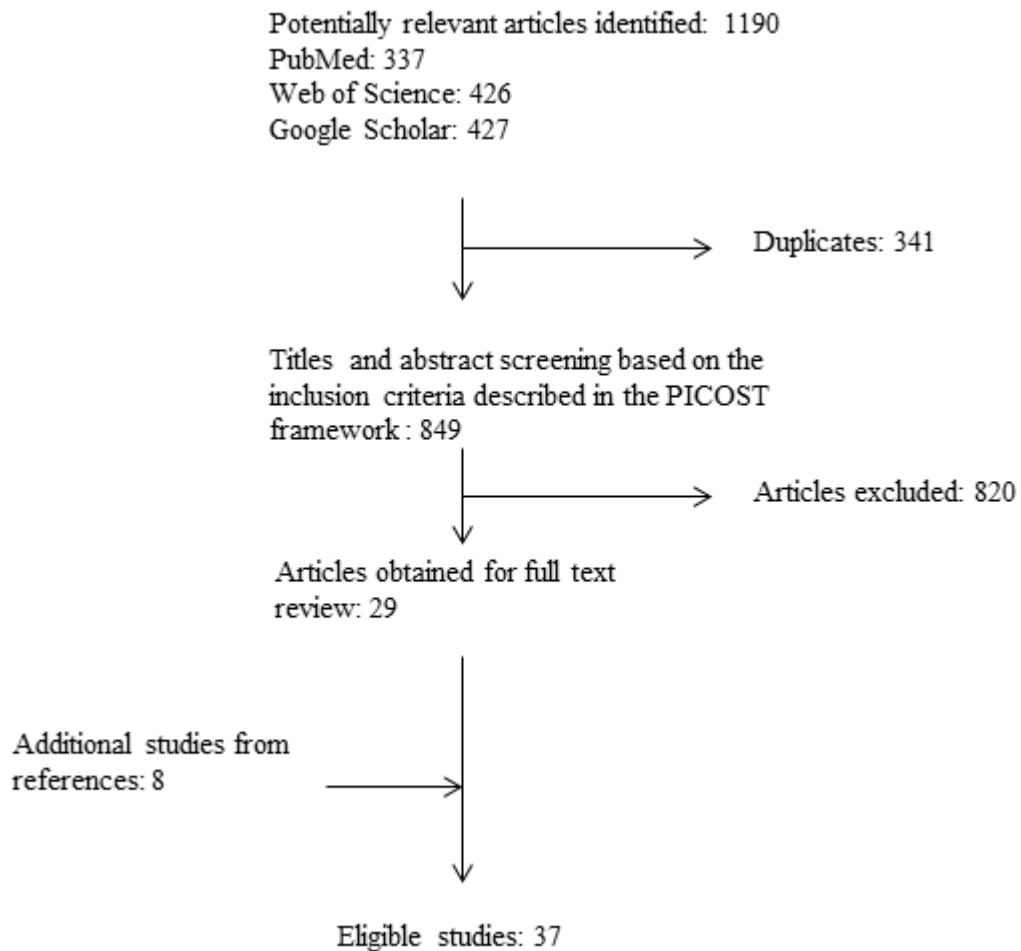 Potentially relevant articles identified: 1190
PubMed: 337
Web of Science: 426
Google Scholar: 427
Duplicates: 341
Titles and abstract screening based on the
inclusion criteria described in the PICOST
framework : 849
Articles excluded: 820
Articles obtained for full text
review: 29
Additional studies from
references: 8
Eligible studies: 37